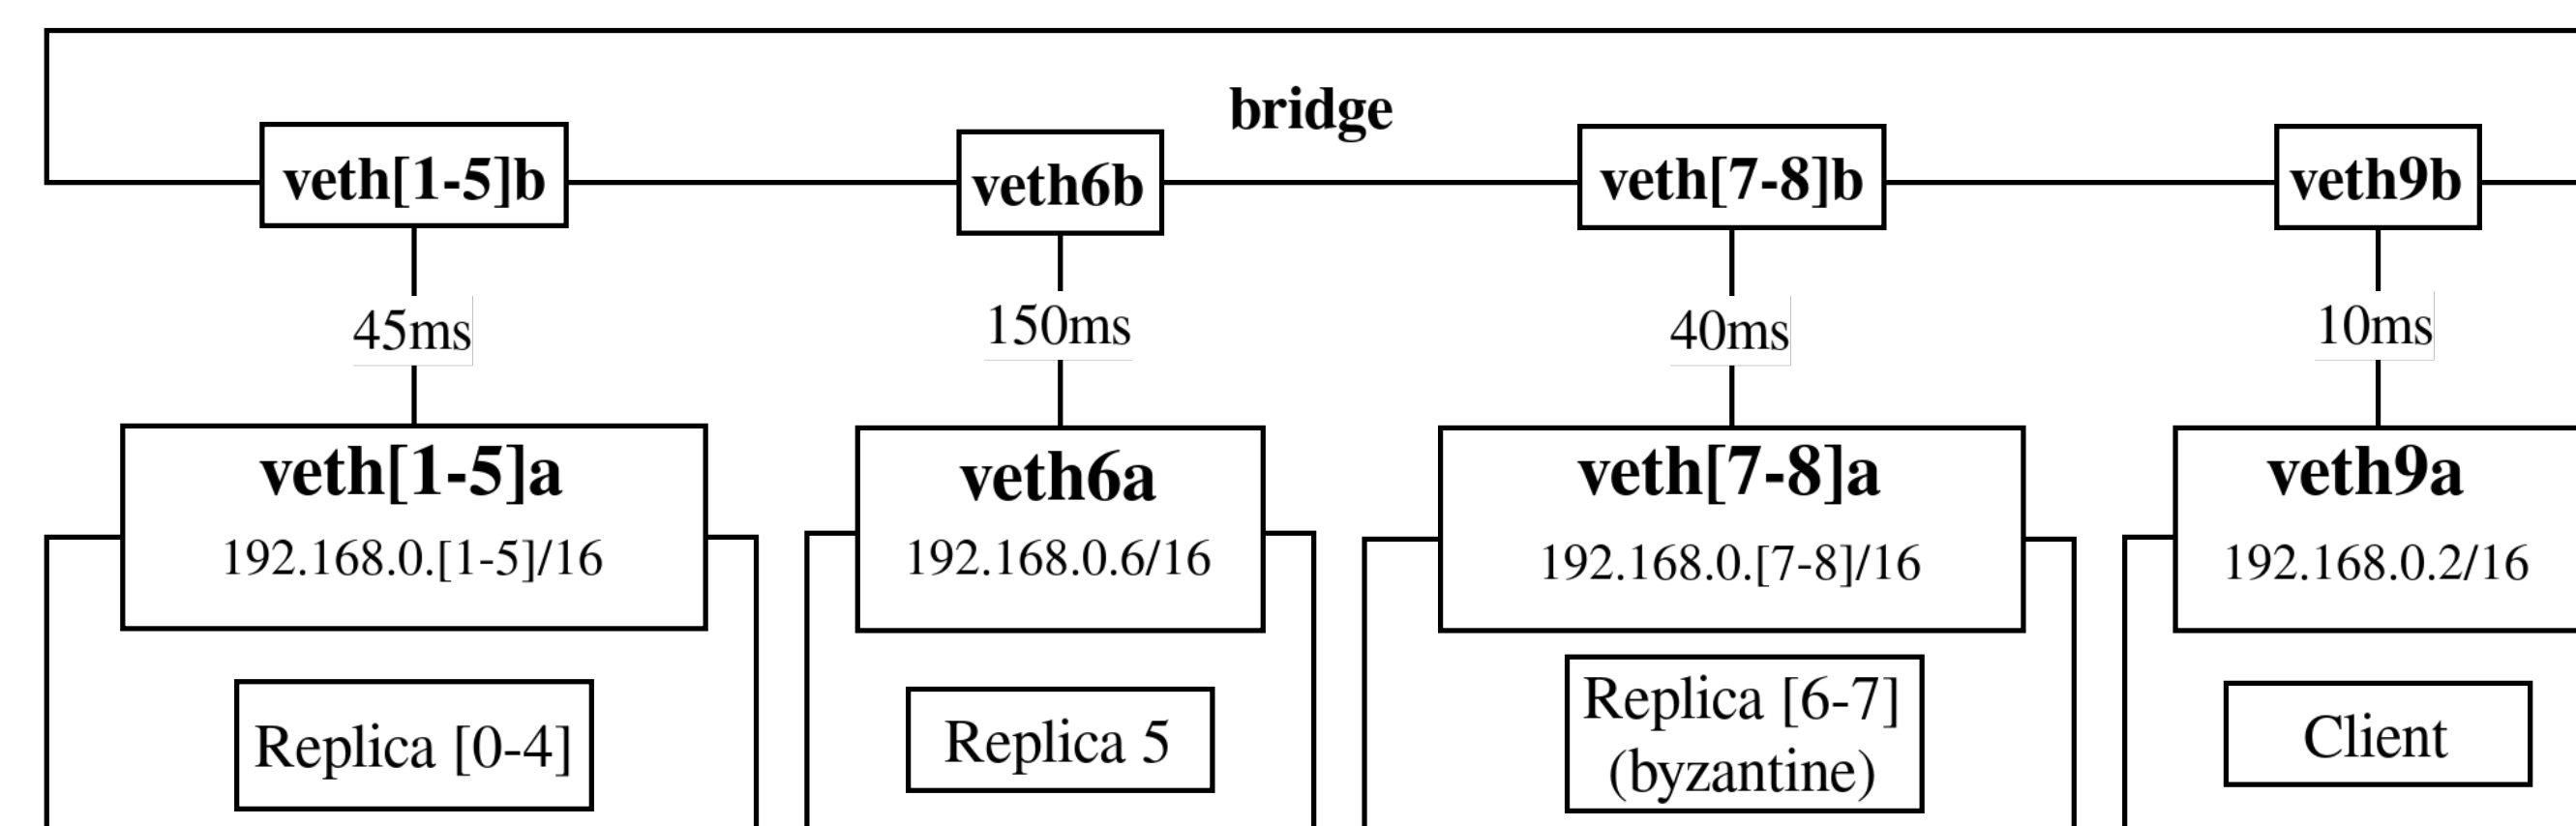 bridge
veth[1-5]b
veth6b
veth[7-8]b
veth9b
45ms
150ms
40ms
10ms
veth[1-5]a
192.168.0.[1-5]/16
veth6a
192.168.0.6/16
veth[7-8]a
192.168.0.[7-8]/16
veth9a
192.168.0.2/16
Replica [0-4]
Replica 5
Replica [6-7]
(byzantine)
Client